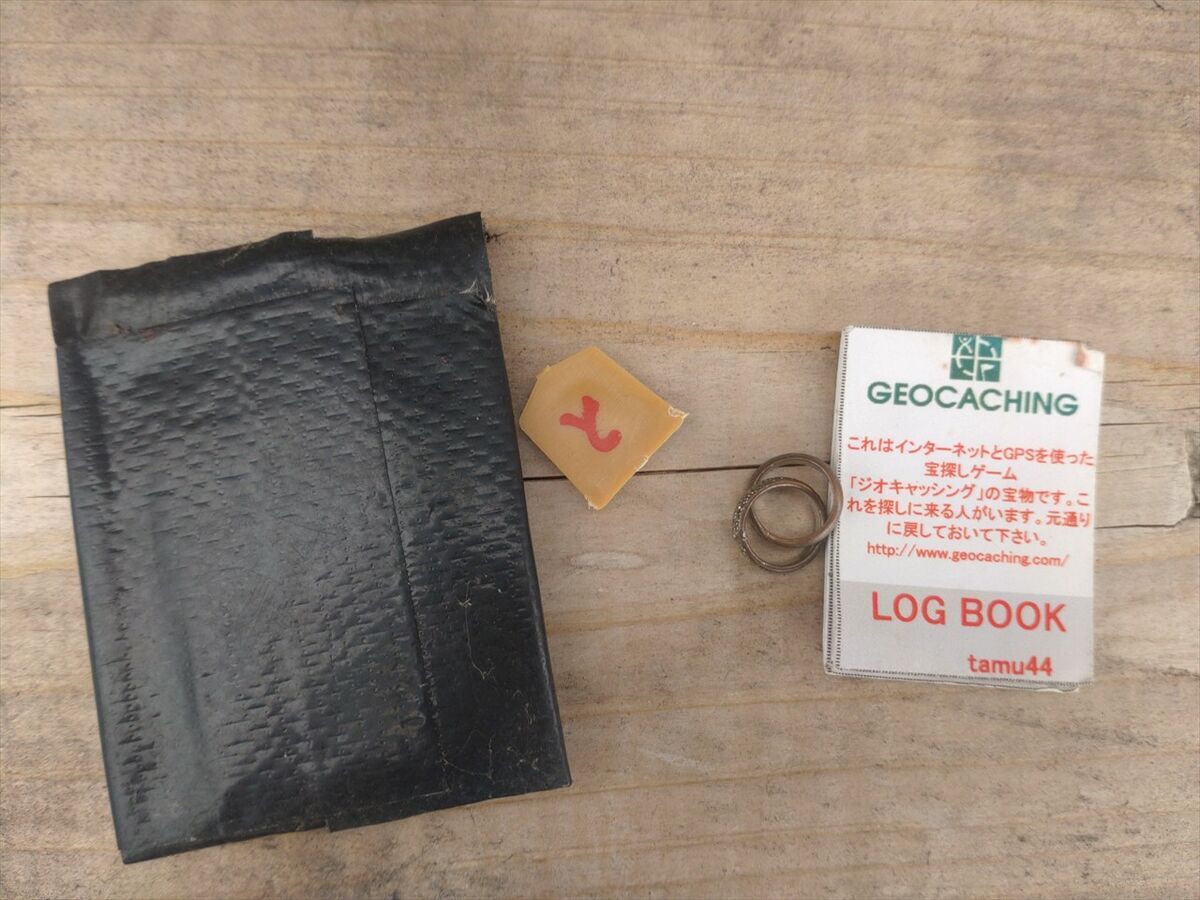 と
GEOCACHING
これはインターネットとGPSを使った
宝探しゲーム
「ジオキャッシング」の宝物です。こ
れを探しに来る人がいます。元通り
に戻しておいて下さい。
http://www.geocaching.com/
LOG BOOK
tamu44